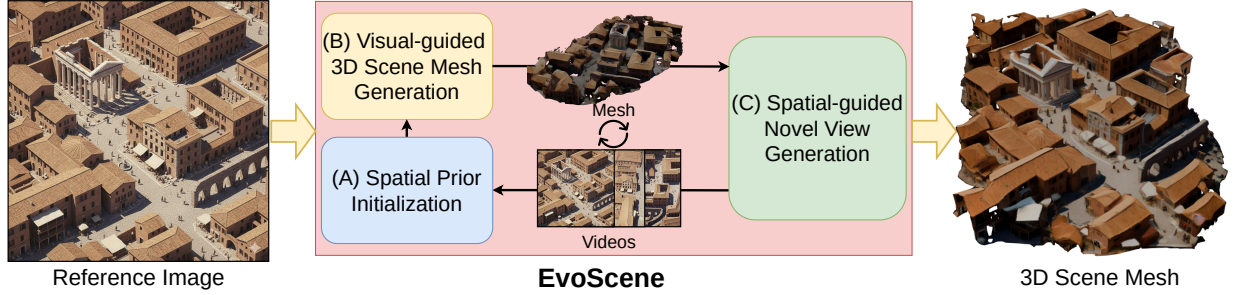 (B) Visual-guided
3D Scene Mesh
Generation
Mesh
(C) Spatial-guided
Novel View
Generation
(A) Spatial Prior
Initialization
Videos
Reference Image
EvoScene
3D Scene Mesh